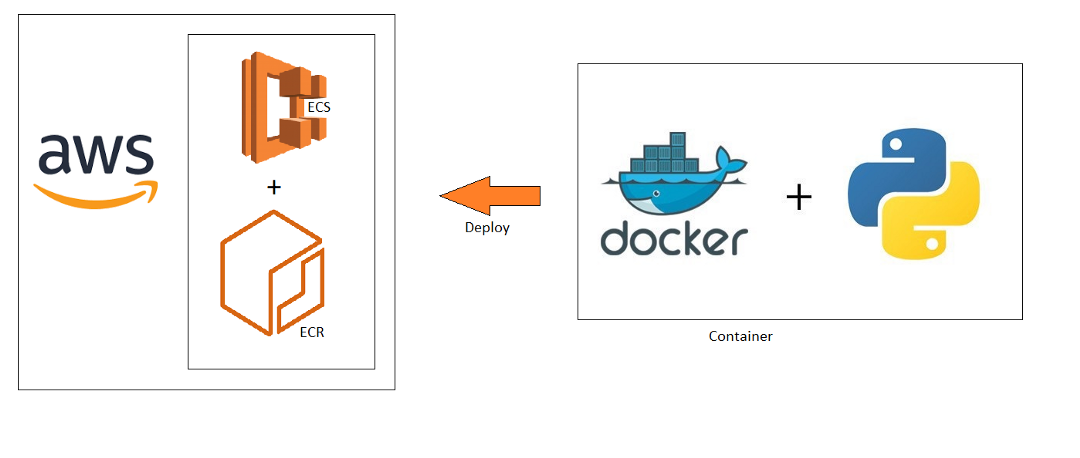 aws
ECS
+
ECR
Deploy
docker
+
Container